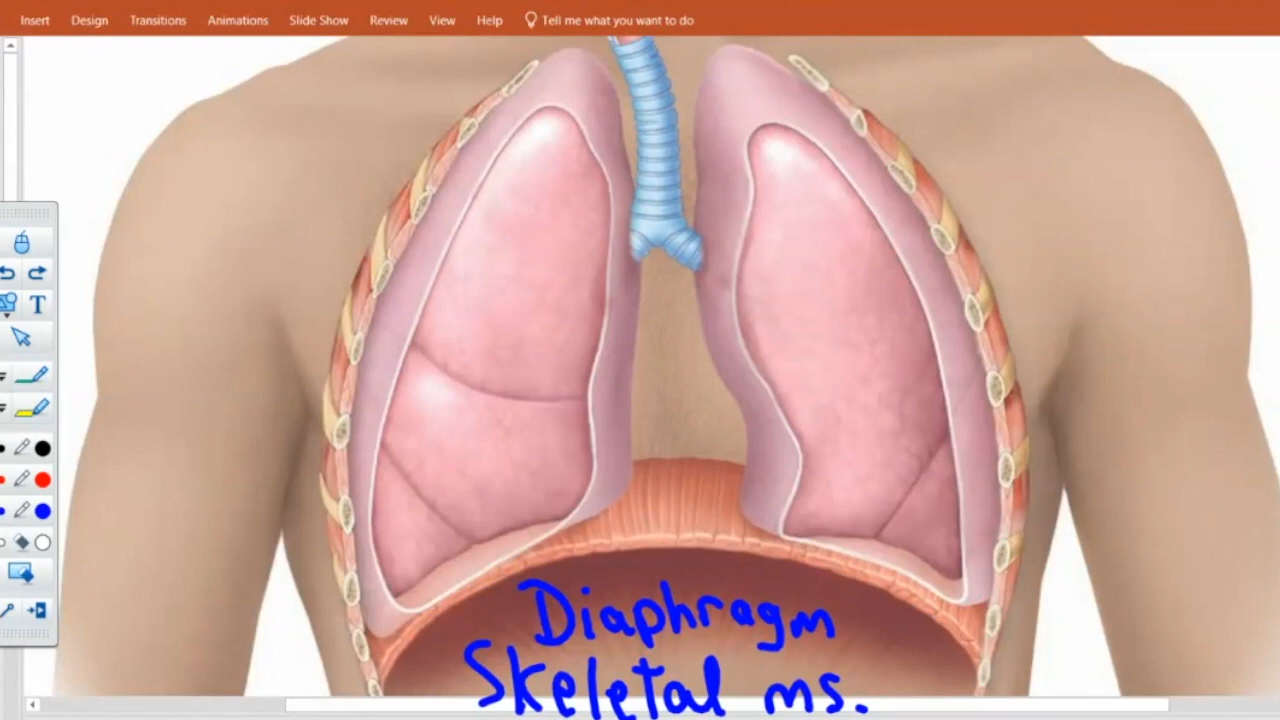 Insert Design Transitions Animations Slide Show Review View Help Tell me what you want to do
T
Diaphragm
Skeletal ms.